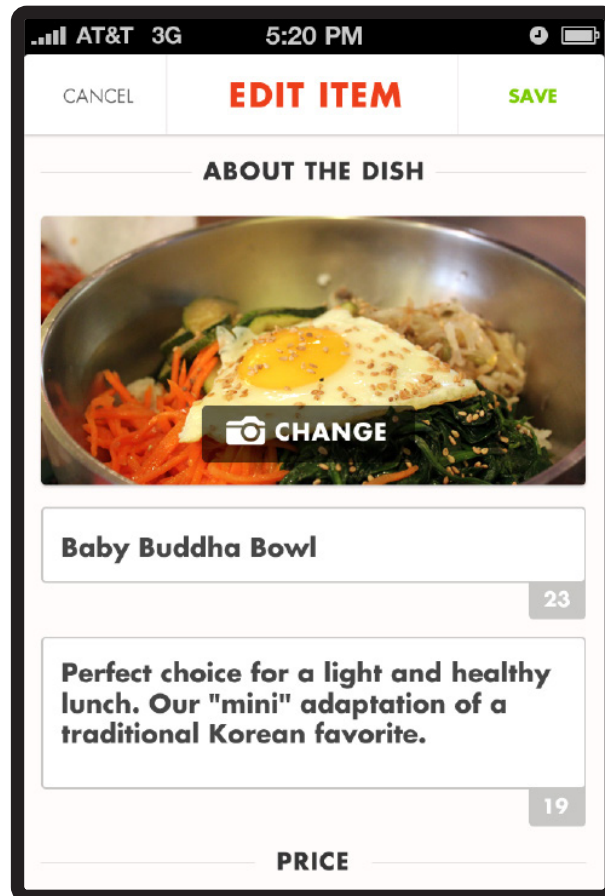 AT&T 3G 5:20 PM
CANCEL EDIT ITEM SAVE
ABOUT THE DISH
CHANGE
Baby Buddha Bowl
23
Perfect choice for a light and healthy
lunch. Our "mini" adaptation of a
traditional Korean favorite.
19
PRICE